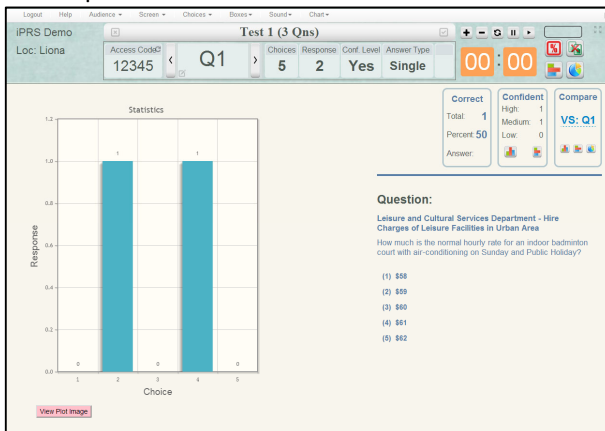 Logout Help Audience Screen Choices Boxes Sound Chart
iPRS Demo
Loc: Liona
Test 1 (3 Qns)
Access Code
12345
Q1
Choices
5
Response
2
Conf. Level
Yes
Answer Type
Single
00 : 00
Correct
Total: 1
Percent: 50
Answer:
Confident
High: 1
Medium: 1
Low: 0
Compare
VS: Q1
Statistics
Response
1.2
1.0
0.8
0.6
0.4
0.2
0.0
0 1 0 1 0
1 2 3 4 5
Choice
View Plot Image
Question:
Leisure and Cultural Services Department - Hire
Charges of Leisure Facilities in Urban Area
How much is the normal hourly rate for an indoor badminton
court with air-conditioning on Sunday and Public Holiday?
(1) $58
(2) $59
(3) $60
(4) $61
(5) $62